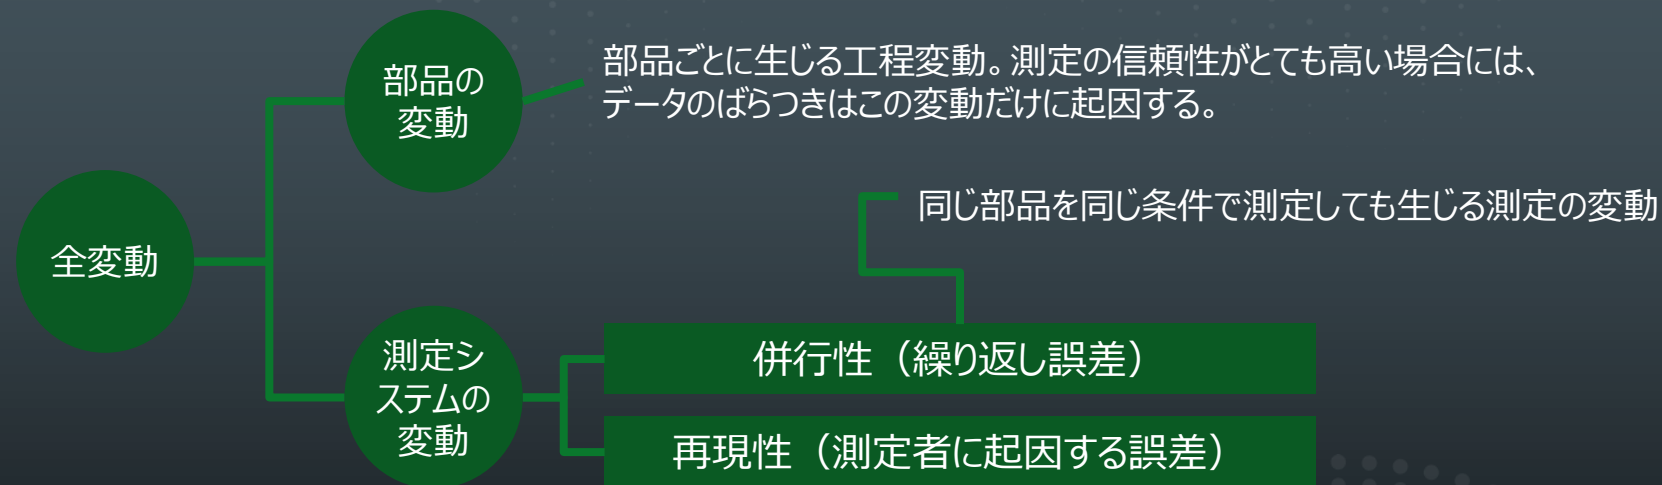 部品の
変動
部品ごとに生じる工程変動。測定の信頼性がとても高い場合には、
データのばらつきはこの変動だけに起因する。
同じ部品を同じ条件で測定しても生じる測定の変動
全変動
測定シ
ステムの
変動
併行性（繰り返し誤差）
再現性（測定者に起因する誤差）